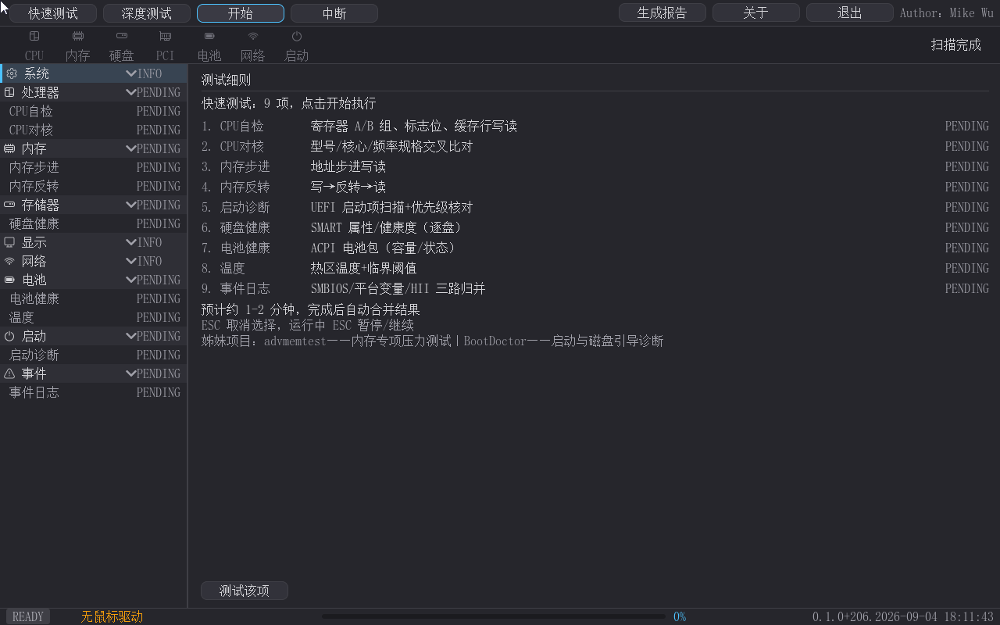 快速测试 深度测试 开始 中断 生成报告 关于 退出 Author: Mike Wu
CPU 内存 硬盘 PCI 电池 网络 启动 扫描完成
系统 INFO
处理器 PENDING
CPU自检 PENDING
CPU对核 PENDING
内存 PENDING
内存步进 PENDING
内存反转 PENDING
存储器 PENDING
硬盘健康 PENDING
显示 INFO
网络 INFO
电池 PENDING
电池健康 PENDING
温度 PENDING
启动 PENDING
启动诊断 PENDING
事件 PENDING
事件日志 PENDING
测试细则
快速测试: 9 项, 点击开始执行
1. CPU自检 寄存器 A/B 组、标志位、缓存行写读 PENDING
2. CPU对核 型号/核心/频率规格交叉比对 PENDING
3. 内存步进 地址步进写读 PENDING
4. 内存反转 写→反转→读 PENDING
5. 启动诊断 UEFI 启动项扫描+优先级核对 PENDING
6. 硬盘健康 SMART 属性/健康度（逐盘） PENDING
7. 电池健康 ACPI 电池包（容量/状态） PENDING
8. 温度 热区温度+临界阈值 PENDING
9. 事件日志 SMBIOS/平台变量/HII 三路归并 PENDING
预计约 1-2 分钟, 完成后自动合并结果
ESC 取消选择, 运行中 ESC 暂停/继续
姊妹项目: advmemtest——内存专项压力测试丨BootDoctor——启动与磁盘引导诊断
测试该项
READY 无鼠标驱动 0% 0.1.0+206.2026-09-04 18:11:43